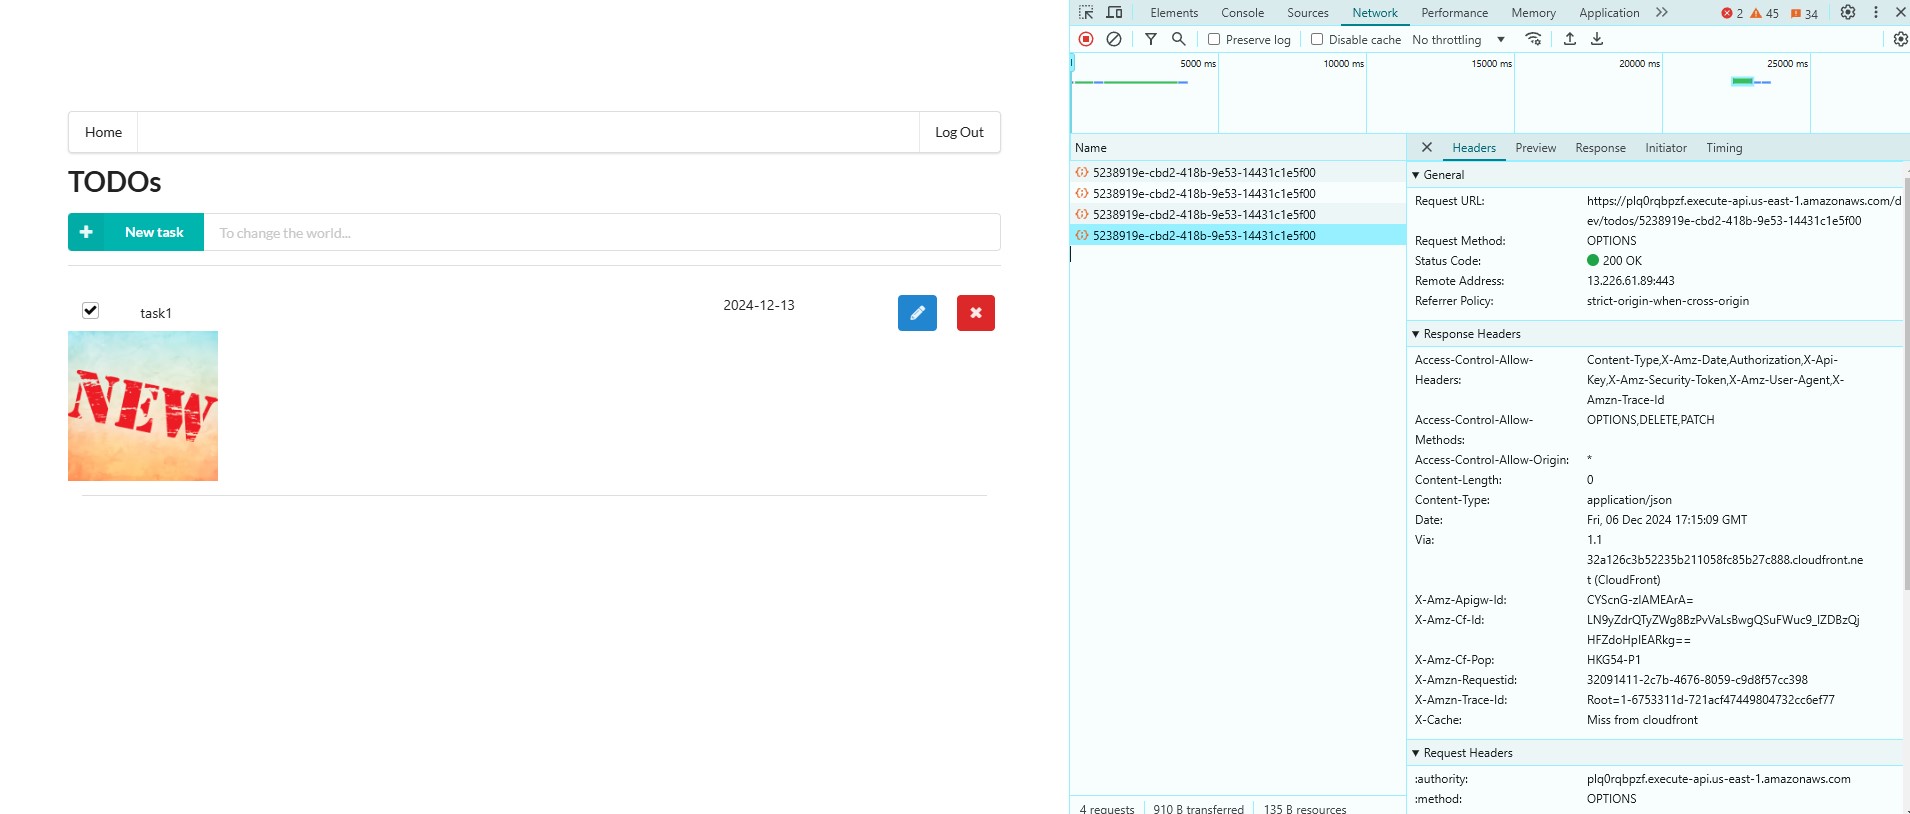 Home
Log Out
TODOs
New task
To change the world...
task1
2024-12-13
NEW
Elements Console Sources Network Performance Memory Application 2 45 34
Preserve log Disable cache No throttling
5000 ms 10000 ms 15000 ms 20000 ms 25000 ms
Name
5238919e-cbd2-418b-9e53-14431c1e5f00
5238919e-cbd2-418b-9e53-14431c1e5f00
5238919e-cbd2-418b-9e53-14431c1e5f00
5238919e-cbd2-418b-9e53-14431c1e5f00
4 requests 910 B transferred 135 B resources
Headers Preview Response Initiator Timing
General
Request URL: https://plq0rqbpzf.execute-api.us-east-1.amazonaws.com/d
ev/todos/5238919e-cbd2-418b-9e53-14431c1e5f00
Request Method: OPTIONS
Status Code: 200 OK
Remote Address: 13.226.61.89:443
Referrer Policy: strict-origin-when-cross-origin
Response Headers
Access-Control-Allow- Content-Type,X-Amz-Date,Authorization,X-Api-
Headers: Key,X-Amz-Security-Token,X-Amz-User-Agent,X-
Amzn-Trace-Id
Access-Control-Allow- OPTIONS,DELETE,PATCH
Methods:
Access-Control-Allow-Origin: *
Content-Length: 0
Content-Type: application/json
Date: Fri, 06 Dec 2024 17:15:09 GMT
Via: 1.1
32a126c3b52235b211058fc85b27c888.cloudfront.ne
t (CloudFront)
X-Amz-Apigw-Id: CYScnG-zIAMEArA=
X-Amz-Cf-Id: LN9yZdrQTyZWg8BzPvVaLsBwgQSuFWuc9_IZDBzQj
HFZdoHpIEARkg==
X-Amz-Cf-Pop: HKG54-P1
X-Amzn-Requestid: 32091411-2c7b-4676-8059-c9d8f57cc398
X-Amzn-Trace-Id: Root=1-6753311d-721acf47449804732cc6ef77
X-Cache: Miss from cloudfront
Request Headers
:authority: plq0rqbpzf.execute-api.us-east-1.amazonaws.com
:method: OPTIONS